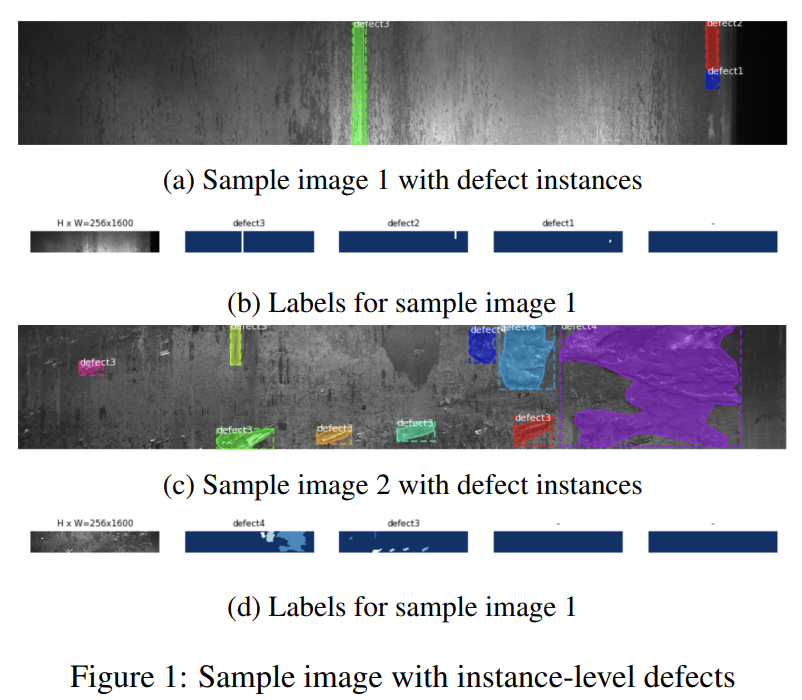 defect3 defect2
defect1
(a) Sample image 1 with defect instances
H x W=256x1600 defect3 defect2 defect1 -
(b) Labels for sample image 1
defect4 defect4 defect4
defect3
defect3 defect3 defect3 defect3
(c) Sample image 2 with defect instances
H x W=256x1600 defect4 defect3 - -
(d) Labels for sample image 1
Figure 1: Sample image with instance-level defects